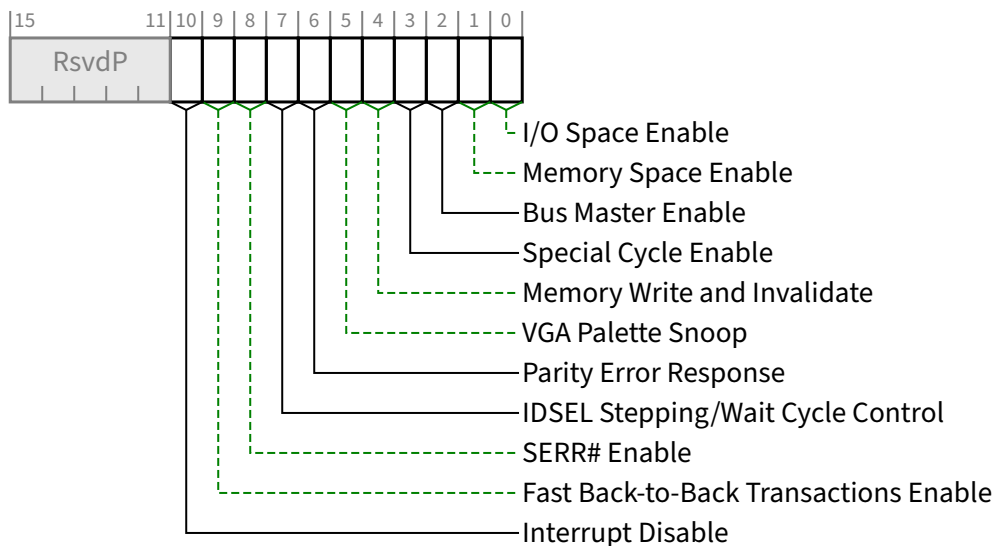 15 11 10 9 8 7 6 5 4 3 2 1 0
RsvdP
I/O Space Enable
Memory Space Enable
Bus Master Enable
Special Cycle Enable
Memory Write and Invalidate
VGA Palette Snoop
Parity Error Response
IDSEL Stepping/Wait Cycle Control
SERR# Enable
Fast Back-to-Back Transactions Enable
Interrupt Disable